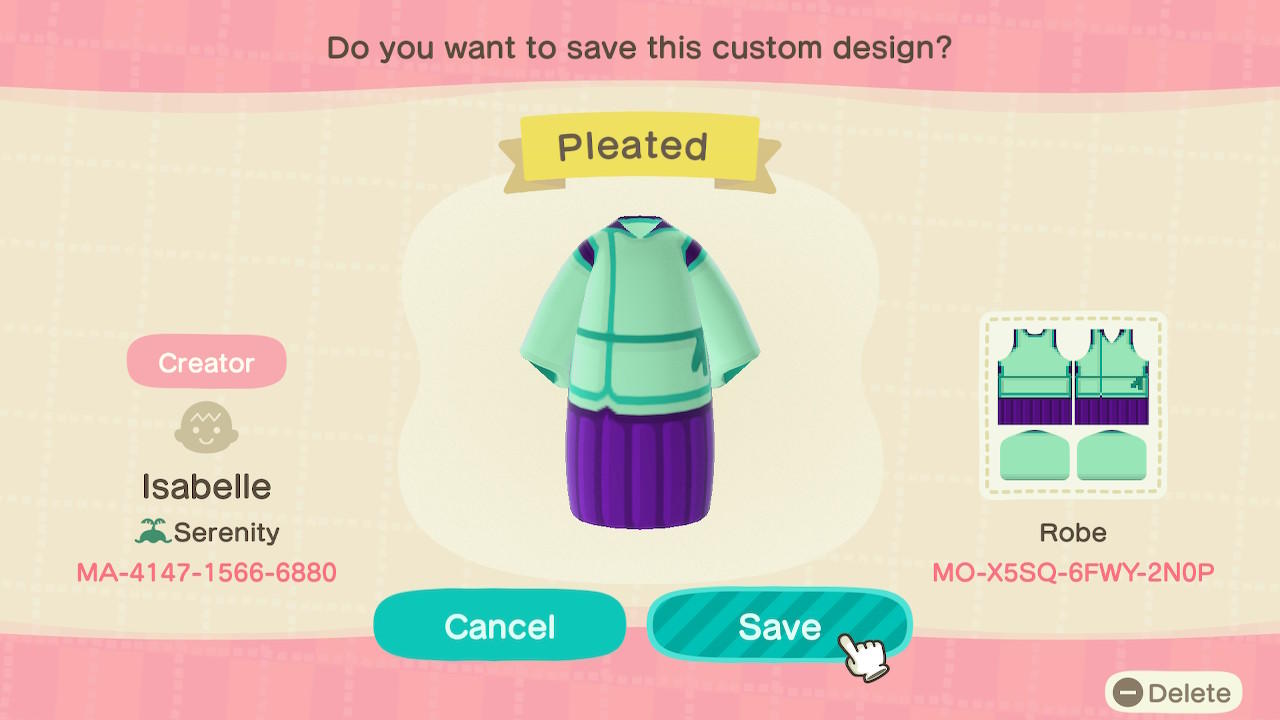 Do you want to save this custom design?
Pleated
Creator
Isabelle
Serenity
MA-4147-1566-6880
Robe
MO-X5SQ-6FWY-2N0P
Cancel
Save
Delete